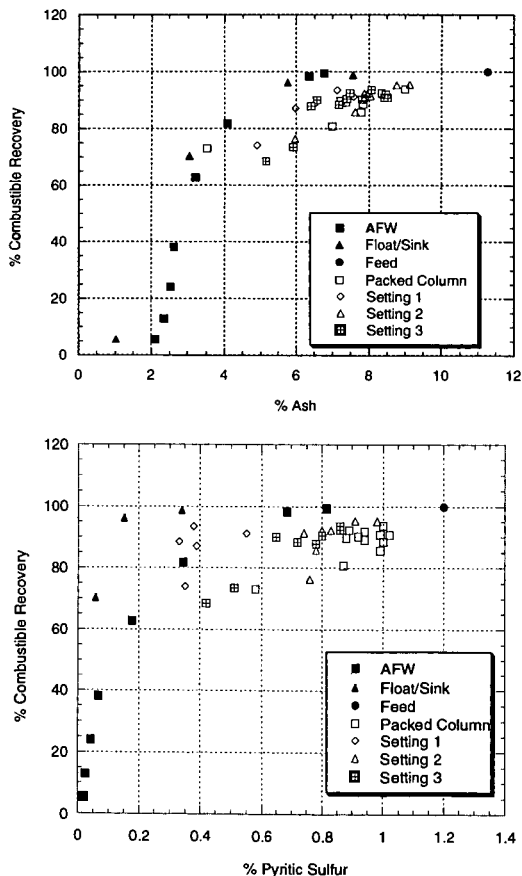 120
100
80
60
40
20
0
% Combustible Recovery
AFW
Float/Sink
Feed
Packed Column
Setting 1
Setting 2
Setting 3
0
2
4
6
8
10
12
% Ash
120
100
80
60
40
20
0
% Combustible Recovery
AFW
Float/Sink
Feed
Packed Column
Setting 1
Setting 2
Setting 3
0
0.2
0.4
0.6
0.8
1
1.2
1.4
% Pyritic Sulfur